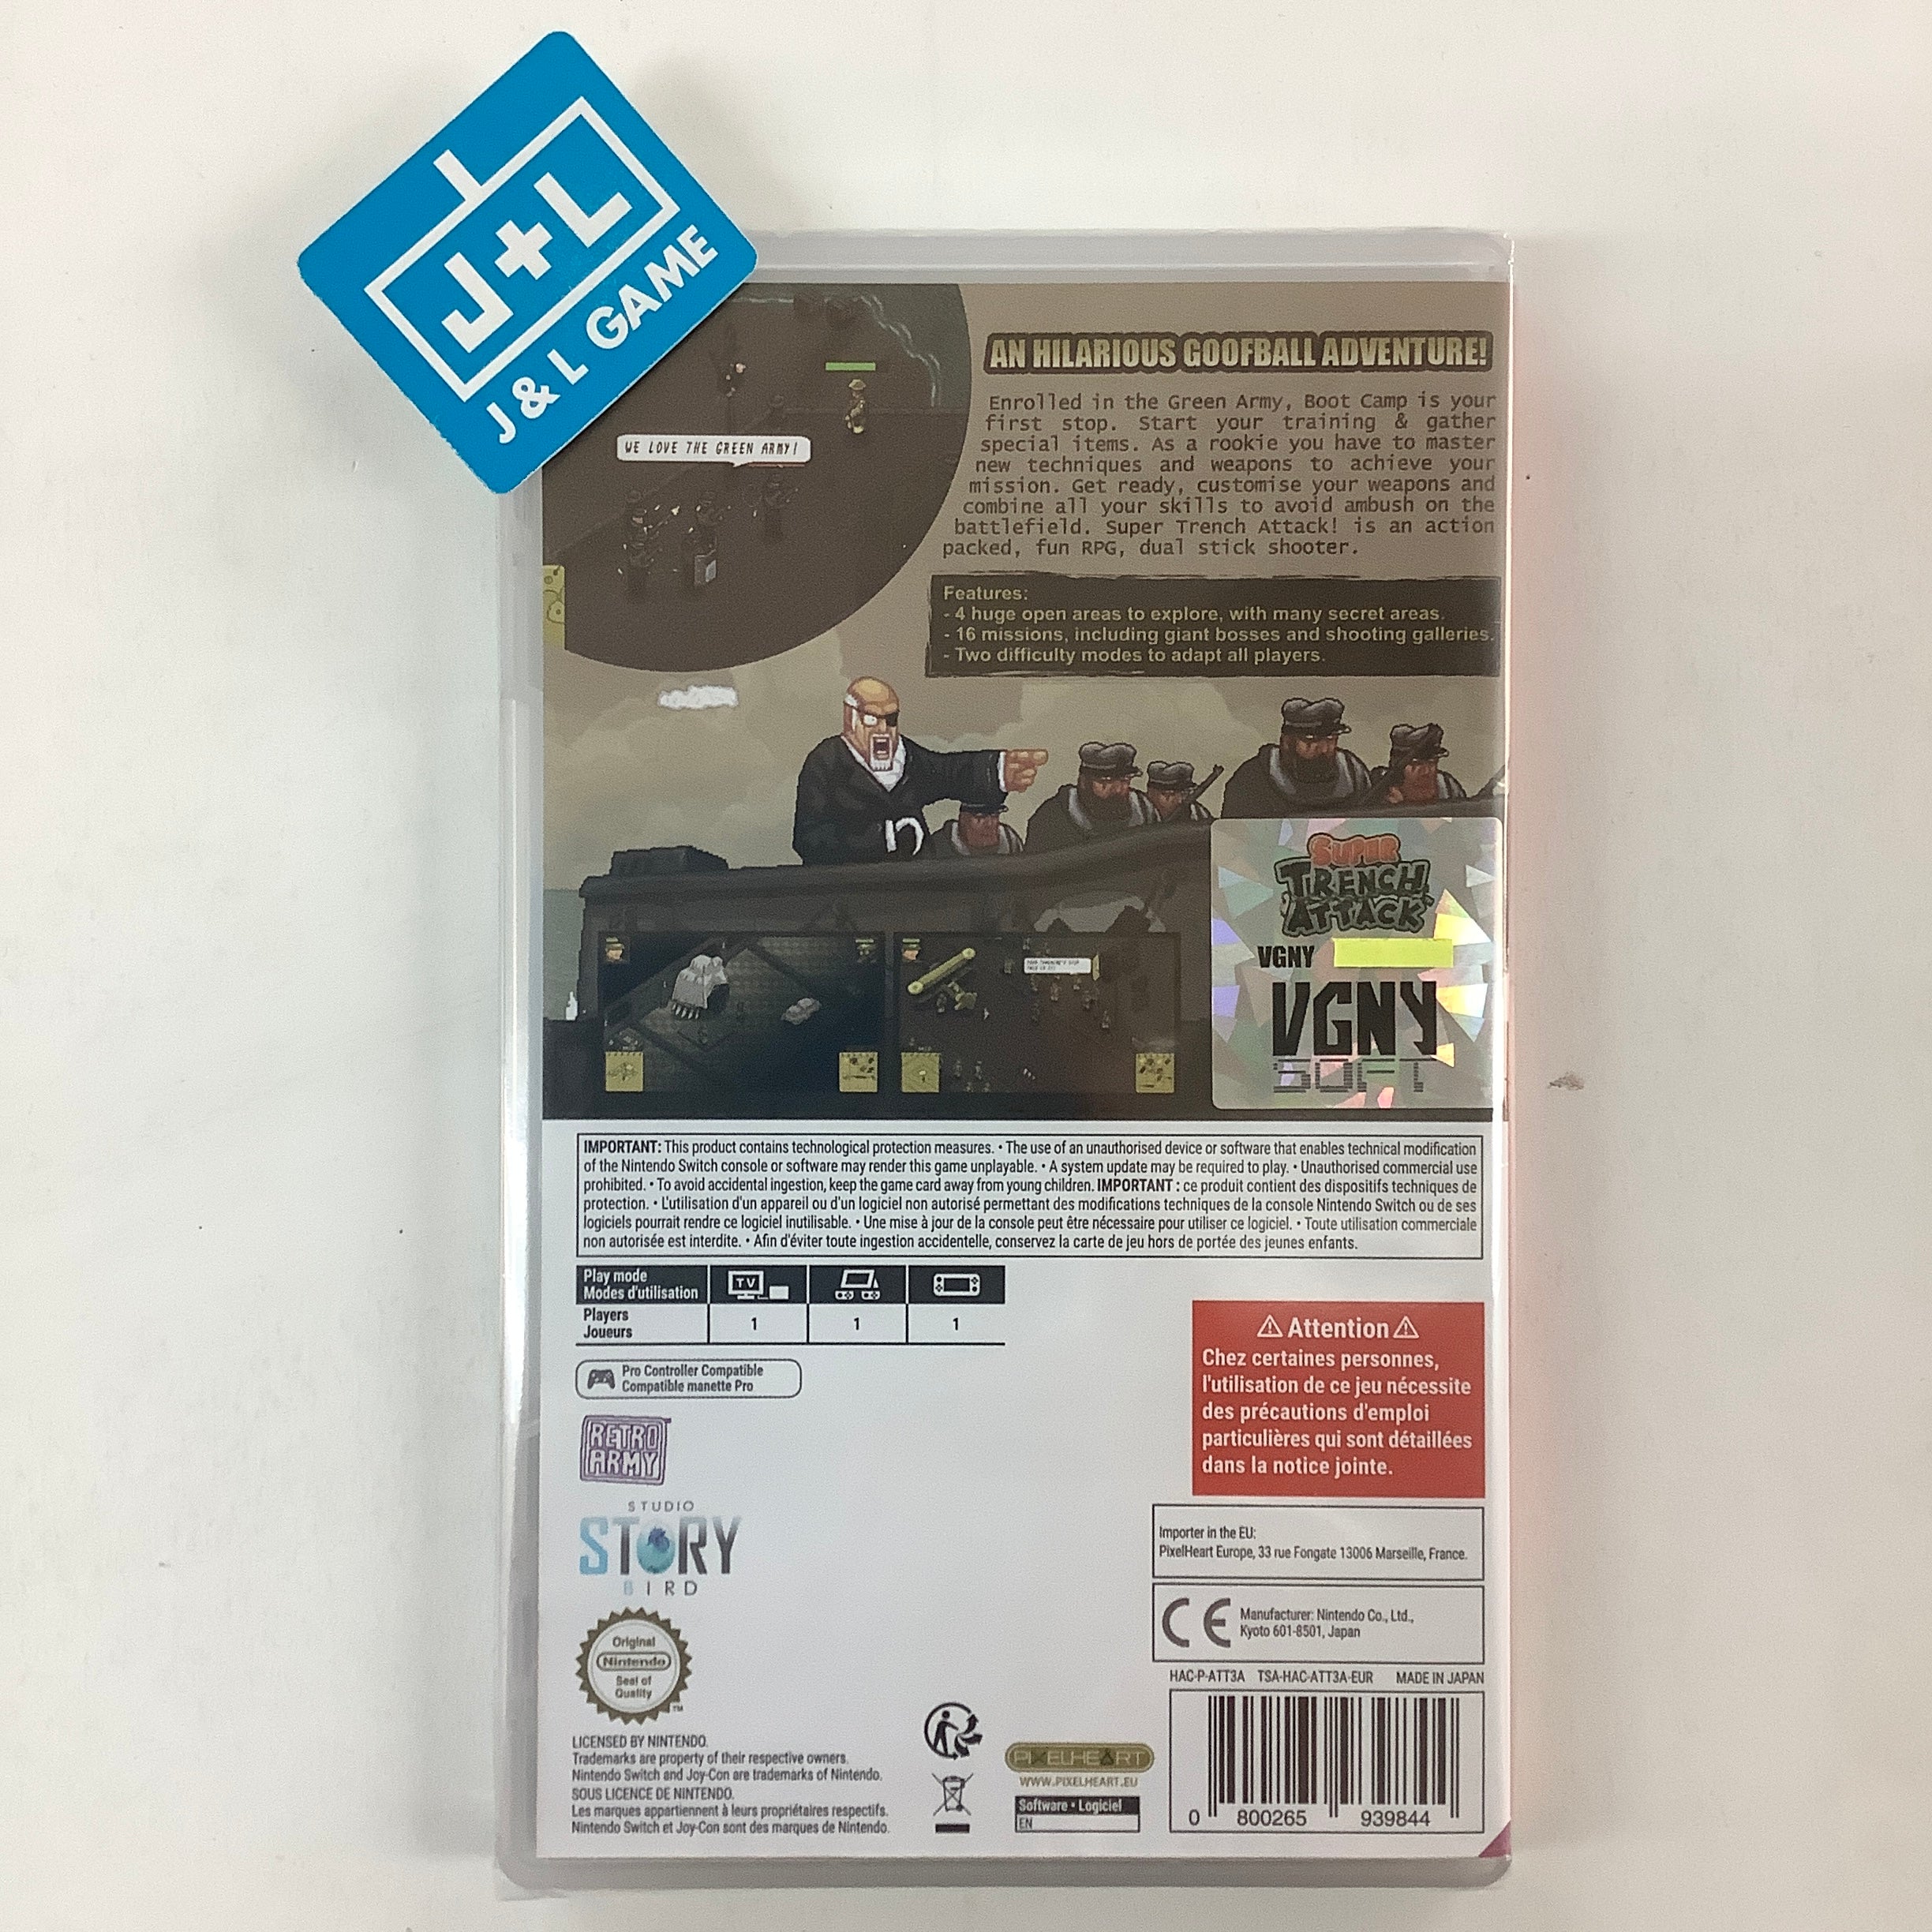 J+L
J & L GAME
AN HILARIOUS GOOFBALL ADVENTURE!
Enrolled in the Green Army, Boot Camp is your
first stop. Start your training & gather
special items. As a rookie you have to master
new techniques and weapons to achieve your
mission. Get ready, customise your weapons and
combine all your skills to avoid ambush on the
battlefield. Super Trench Attack! is an action
packed, fun RPG, dual stick shooter.
WE LOVE THE GREEN ARMY!
Features:
- 4 huge open areas to explore, with many secret areas.
- 16 missions, including giant bosses and shooting galleries.
- Two difficulty modes to adapt all players.
SUPER
TRENCH
ATTACK
VGNY
VGNY
SOFT
IMPORTANT: This product contains technological protection measures. • The use of an unauthorised device or software that enables technical modification
of the Nintendo Switch console or software may render this game unplayable. • A system update may be required to play. • Unauthorised commercial use
prohibited. • To avoid accidental ingestion, keep the game card away from young children. IMPORTANT : ce produit contient des dispositifs techniques de
protection. • L'utilisation d'un appareil ou d'un logiciel non autorisé permettant des modifications techniques de la console Nintendo Switch ou de ses
logiciels pourrait rendre ce logiciel inutilisable. • Une mise à jour de la console peut être nécessaire pour utiliser ce logiciel. • Toute utilisation commerciale
non autorisée est interdite. • Afin d'éviter toute ingestion accidentelle, conservez la carte de jeu hors de portée des jeunes enfants.
Play mode
Modes d'utilisation
TV
Players
Joueurs
1 1 1
Pro Controller Compatible
Compatible manette Pro
RETRO
ARMY
STUDIO
STORY
BIRD
Original
Nintendo
Seal of
Quality
TM
LICENSED BY NINTENDO.
Trademarks are property of their respective owners.
Nintendo Switch and Joy-Con are trademarks of Nintendo.
SOUS LICENCE DE NINTENDO.
Les marques appartiennent à leurs propriétaires respectifs.
Nintendo Switch et Joy-Con sont des marques de Nintendo.
PIXELHEART
WWW.PIXELHEART.EU
Software • Logiciel
EN
⚠ Attention ⚠
Chez certaines personnes,
l'utilisation de ce jeu nécessite
des précautions d'emploi
particulières qui sont détaillées
dans la notice jointe.
Importer in the EU:
PixelHeart Europe, 33 rue Fongate 13006 Marseille, France.
CE
Manufacturer: Nintendo Co., Ltd.,
Kyoto 601-8501, Japan
HAC-P-ATT3A TSA-HAC-ATT3A-EUR MADE IN JAPAN
0 800265 939844